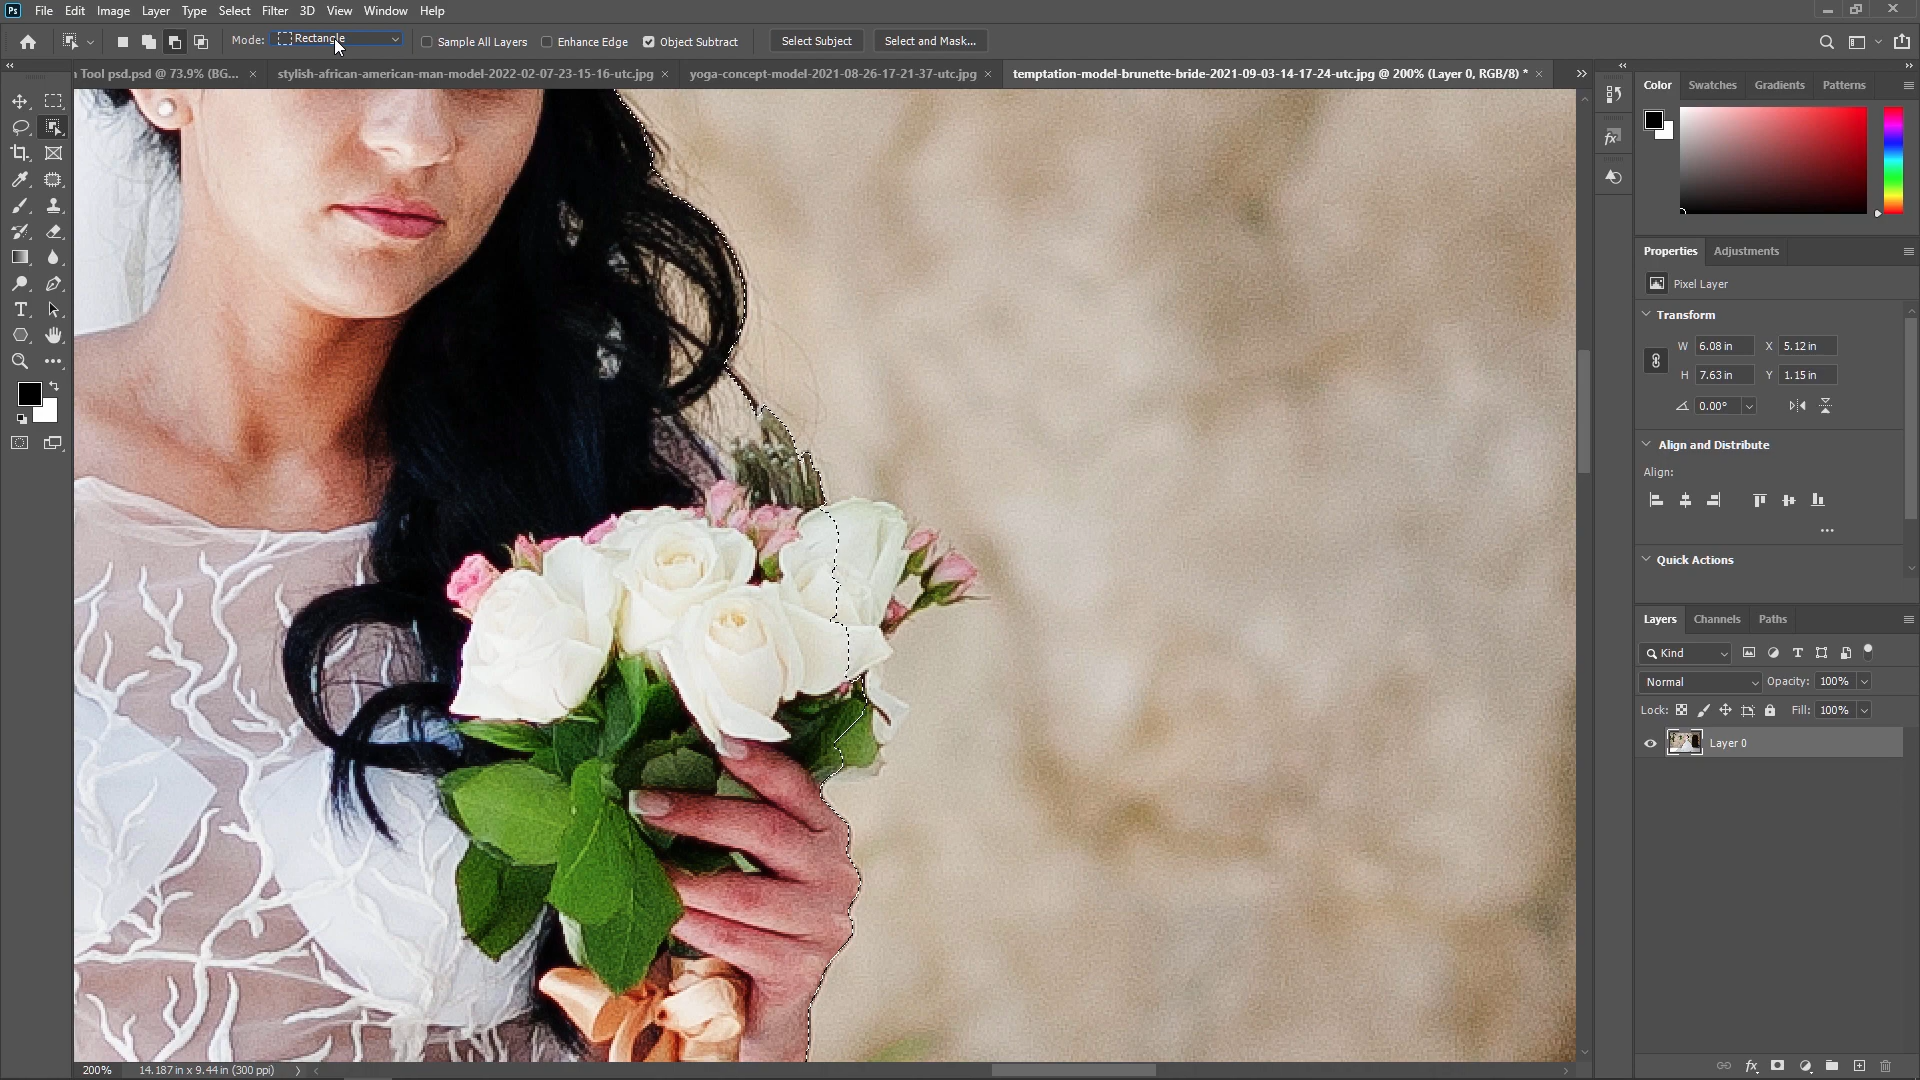 Ps File Edit Image Layer Type Select Filter 3D View Window Help
Mode: Rectangle Sample All Layers Enhance Edge Object Subtract Select Subject Select and Mask...
n Tool psd.psd @ 73.9% (BG... × stylish-african-american-man-model-2022-02-07-23-15-16-utc.jpg × yoga-concept-model-2021-08-26-17-21-37-utc.jpg × temptation-model-brunette-bride-2021-09-03-14-17-24-utc.jpg @ 200% (Layer 0, RGB/8) * ×
Color Swatches Gradients Patterns
Properties Adjustments
Pixel Layer
Transform
W 6.08 in X 5.12 in
H 7.63 in Y 1.15 in
0.00°
Align and Distribute
Align:
Quick Actions
Layers Channels Paths
Kind
Normal Opacity: 100%
Lock: Fill: 100%
Layer 0
200% 14.187 in x 9.44 in (300 ppi)